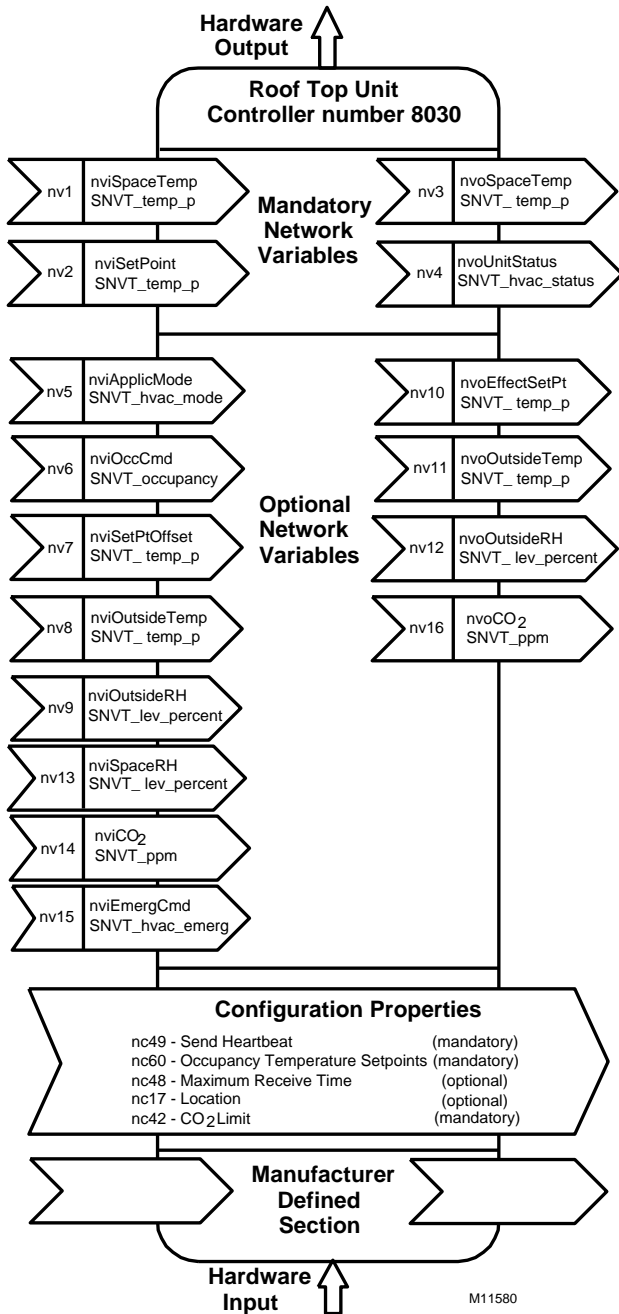 Hardware
Output
Roof Top Unit
Controller number 8030
nv1
nviSpaceTemp
SNVT_temp_p
nv2
nviSetPoint
SNVT_temp_p
Mandatory
Network
Variables
nv3
nvoSpaceTemp
SNVT_ temp_p
nv4
nvoUnitStatus
SNVT_hvac_status
nv5
nviApplicMode
SNVT_hvac_mode
nv6
nviOccCmd
SNVT_occupancy
nv7
nviSetPtOffset
SNVT_ temp_p
nv8
nviOutsideTemp
SNVT_ temp_p
nv9
nviOutsideRH
SNVT_lev_percent
nv13
nviSpaceRH
SNVT_ lev_percent
nv14
nviCO2
SNVT_ppm
nv15
nviEmergCmd
SNVT_hvac_emerg
Optional
Network
Variables
nv10
nvoEffectSetPt
SNVT_ temp_p
nv11
nvoOutsideTemp
SNVT_ temp_p
nv12
nvoOutsideRH
SNVT_ lev_percent
nv16
nvoCO2
SNVT_ppm
Configuration Properties
nc49 - Send Heartbeat (mandatory)
nc60 - Occupancy Temperature Setpoints (mandatory)
nc48 - Maximum Receive Time (optional)
nc17 - Location (optional)
nc42 - CO2 Limit (mandatory)
Manufacturer
Defined
Section
Hardware
Input
M11580